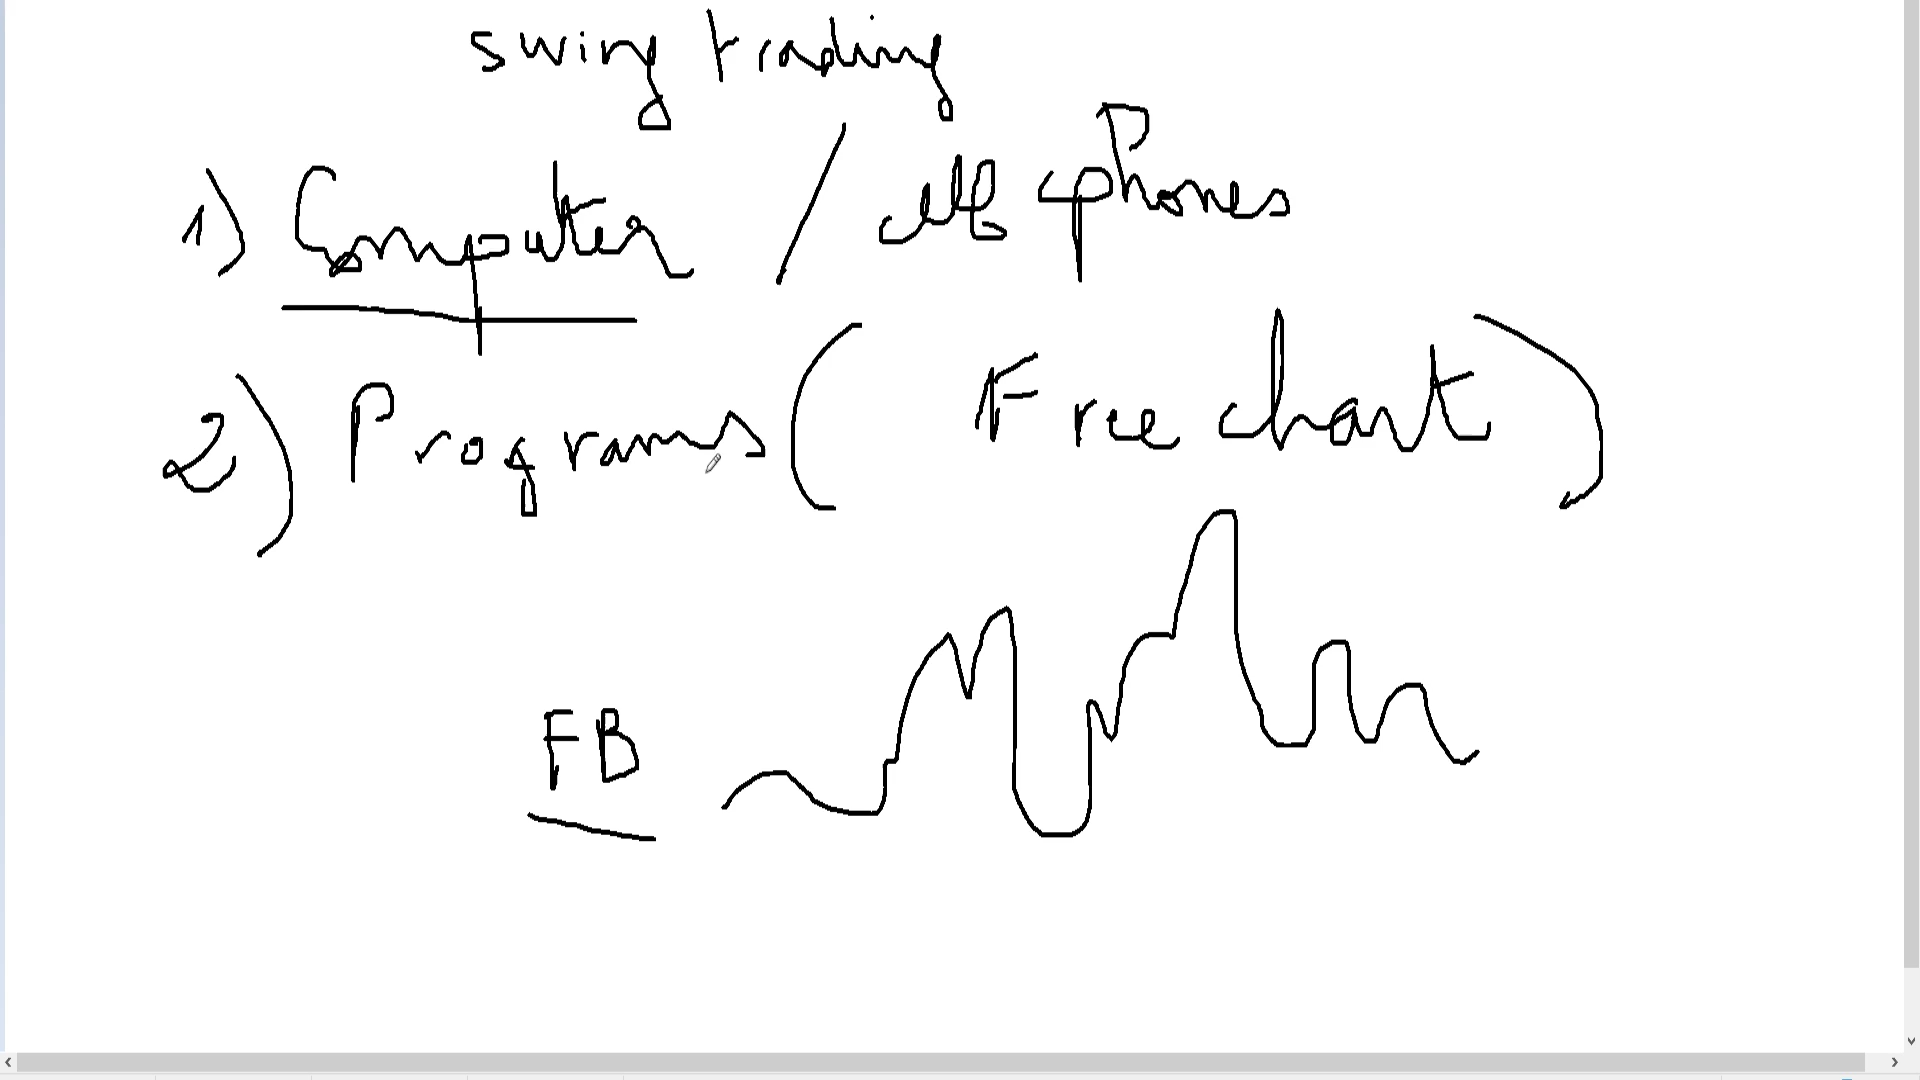 swing trading
1) Computer / Phones
2) Programs ( Free chart )
FB